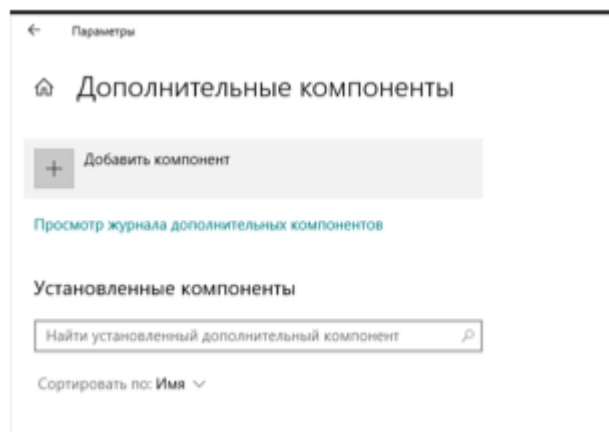 Параметры
Дополнительные компоненты
Добавить компонент
Просмотр журнала дополнительных компонентов
Установленные компоненты
Найти установленный дополнительный компонент
Сортировать по: Имя